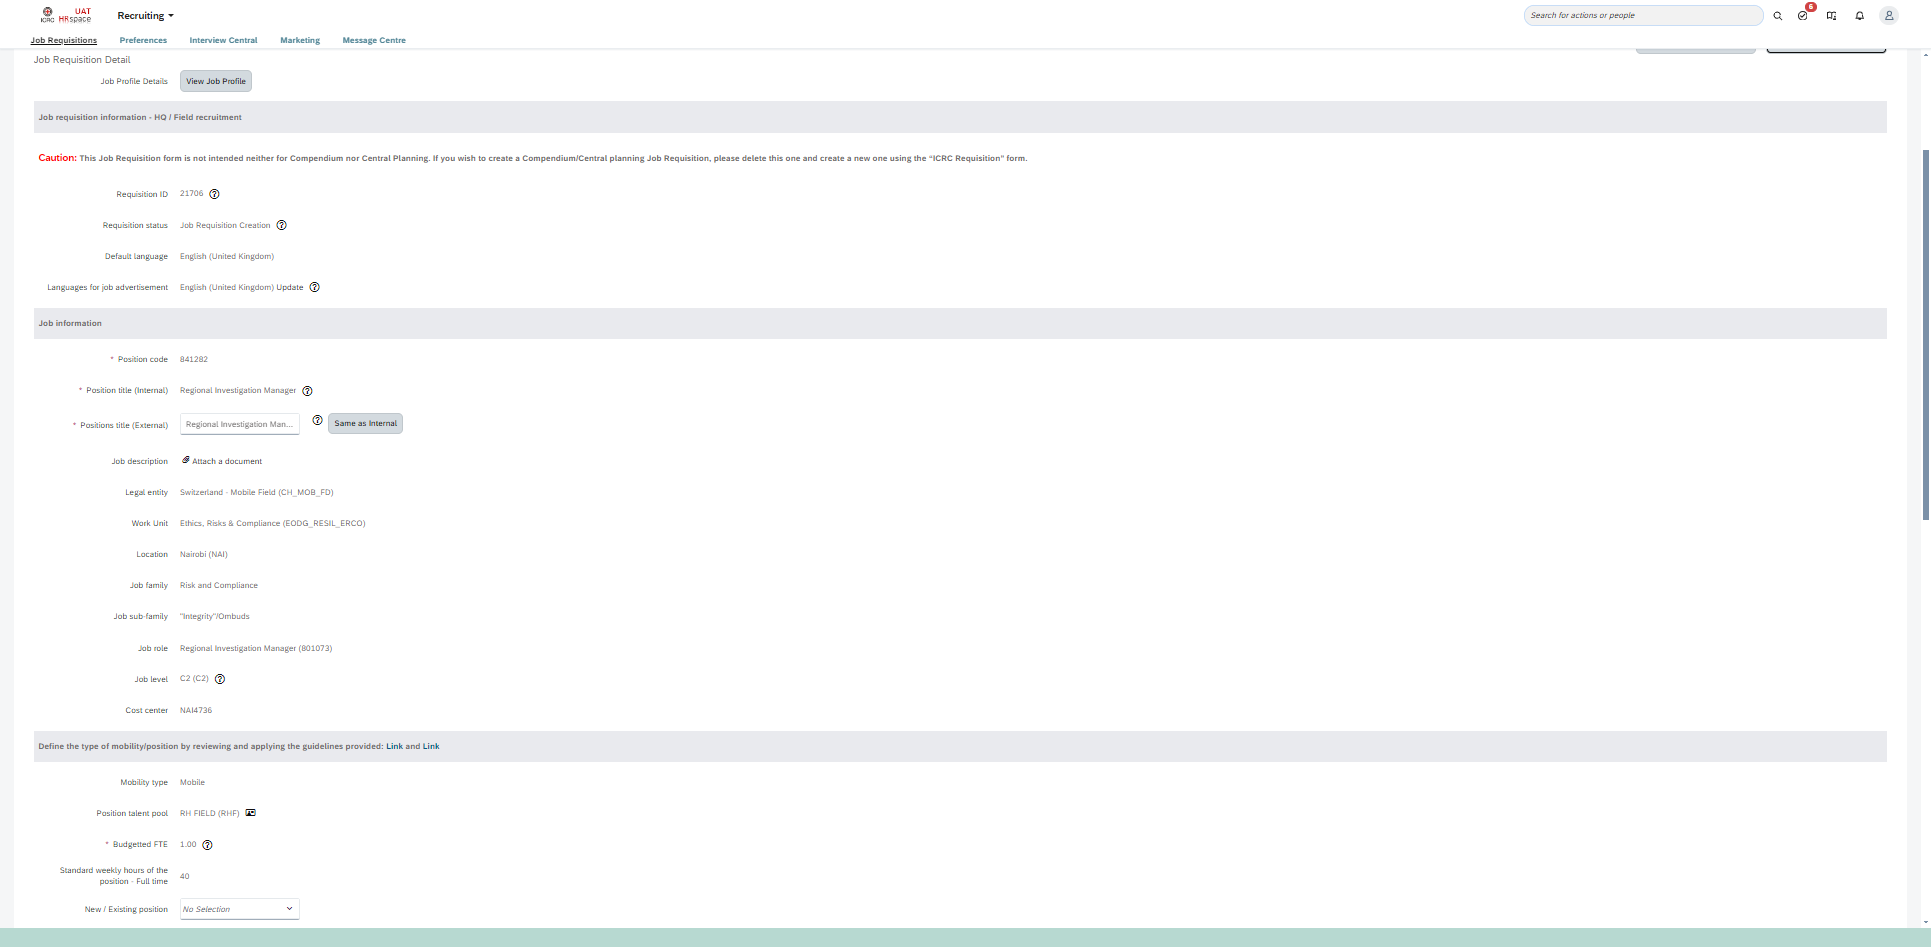 ICRC UAT HRspace Recruiting Search for actions or people 6
Job Requisitions Preferences Interview Central Marketing Message Centre
Job Requisition Detail
Job Profile Details View Job Profile
Job requisition information - HQ / Field recruitment
Caution: This Job Requisition form is not intended neither for Compendium nor Central Planning. If you wish to create a Compendium/Central planning Job Requisition, please delete this one and create a new one using the "ICRC Requisition" form.
Requisition ID 21706
Requisition status Job Requisition Creation
Default language English (United Kingdom)
Languages for job advertisement English (United Kingdom) Update
Job information
* Position code 841282
* Position title (Internal) Regional Investigation Manager
* Positions title (External) Regional Investigation Man... Same as Internal
Job description Attach a document
Legal entity Switzerland - Mobile Field (CH_MOB_FD)
Work Unit Ethics, Risks & Compliance (EODG_RESIL_ERCO)
Location Nairobi (NAI)
Job family Risk and Compliance
Job sub-family "Integrity"/Ombuds
Job role Regional Investigation Manager (801073)
Job level C2 (C2)
Cost center NAI4736
Define the type of mobility/position by reviewing and applying the guidelines provided: Link and Link
Mobility type Mobile
Position talent pool RH FIELD (RHF)
* Budgetted FTE 1.00
Standard weekly hours of the
position - Full time 40
New / Existing position No Selection